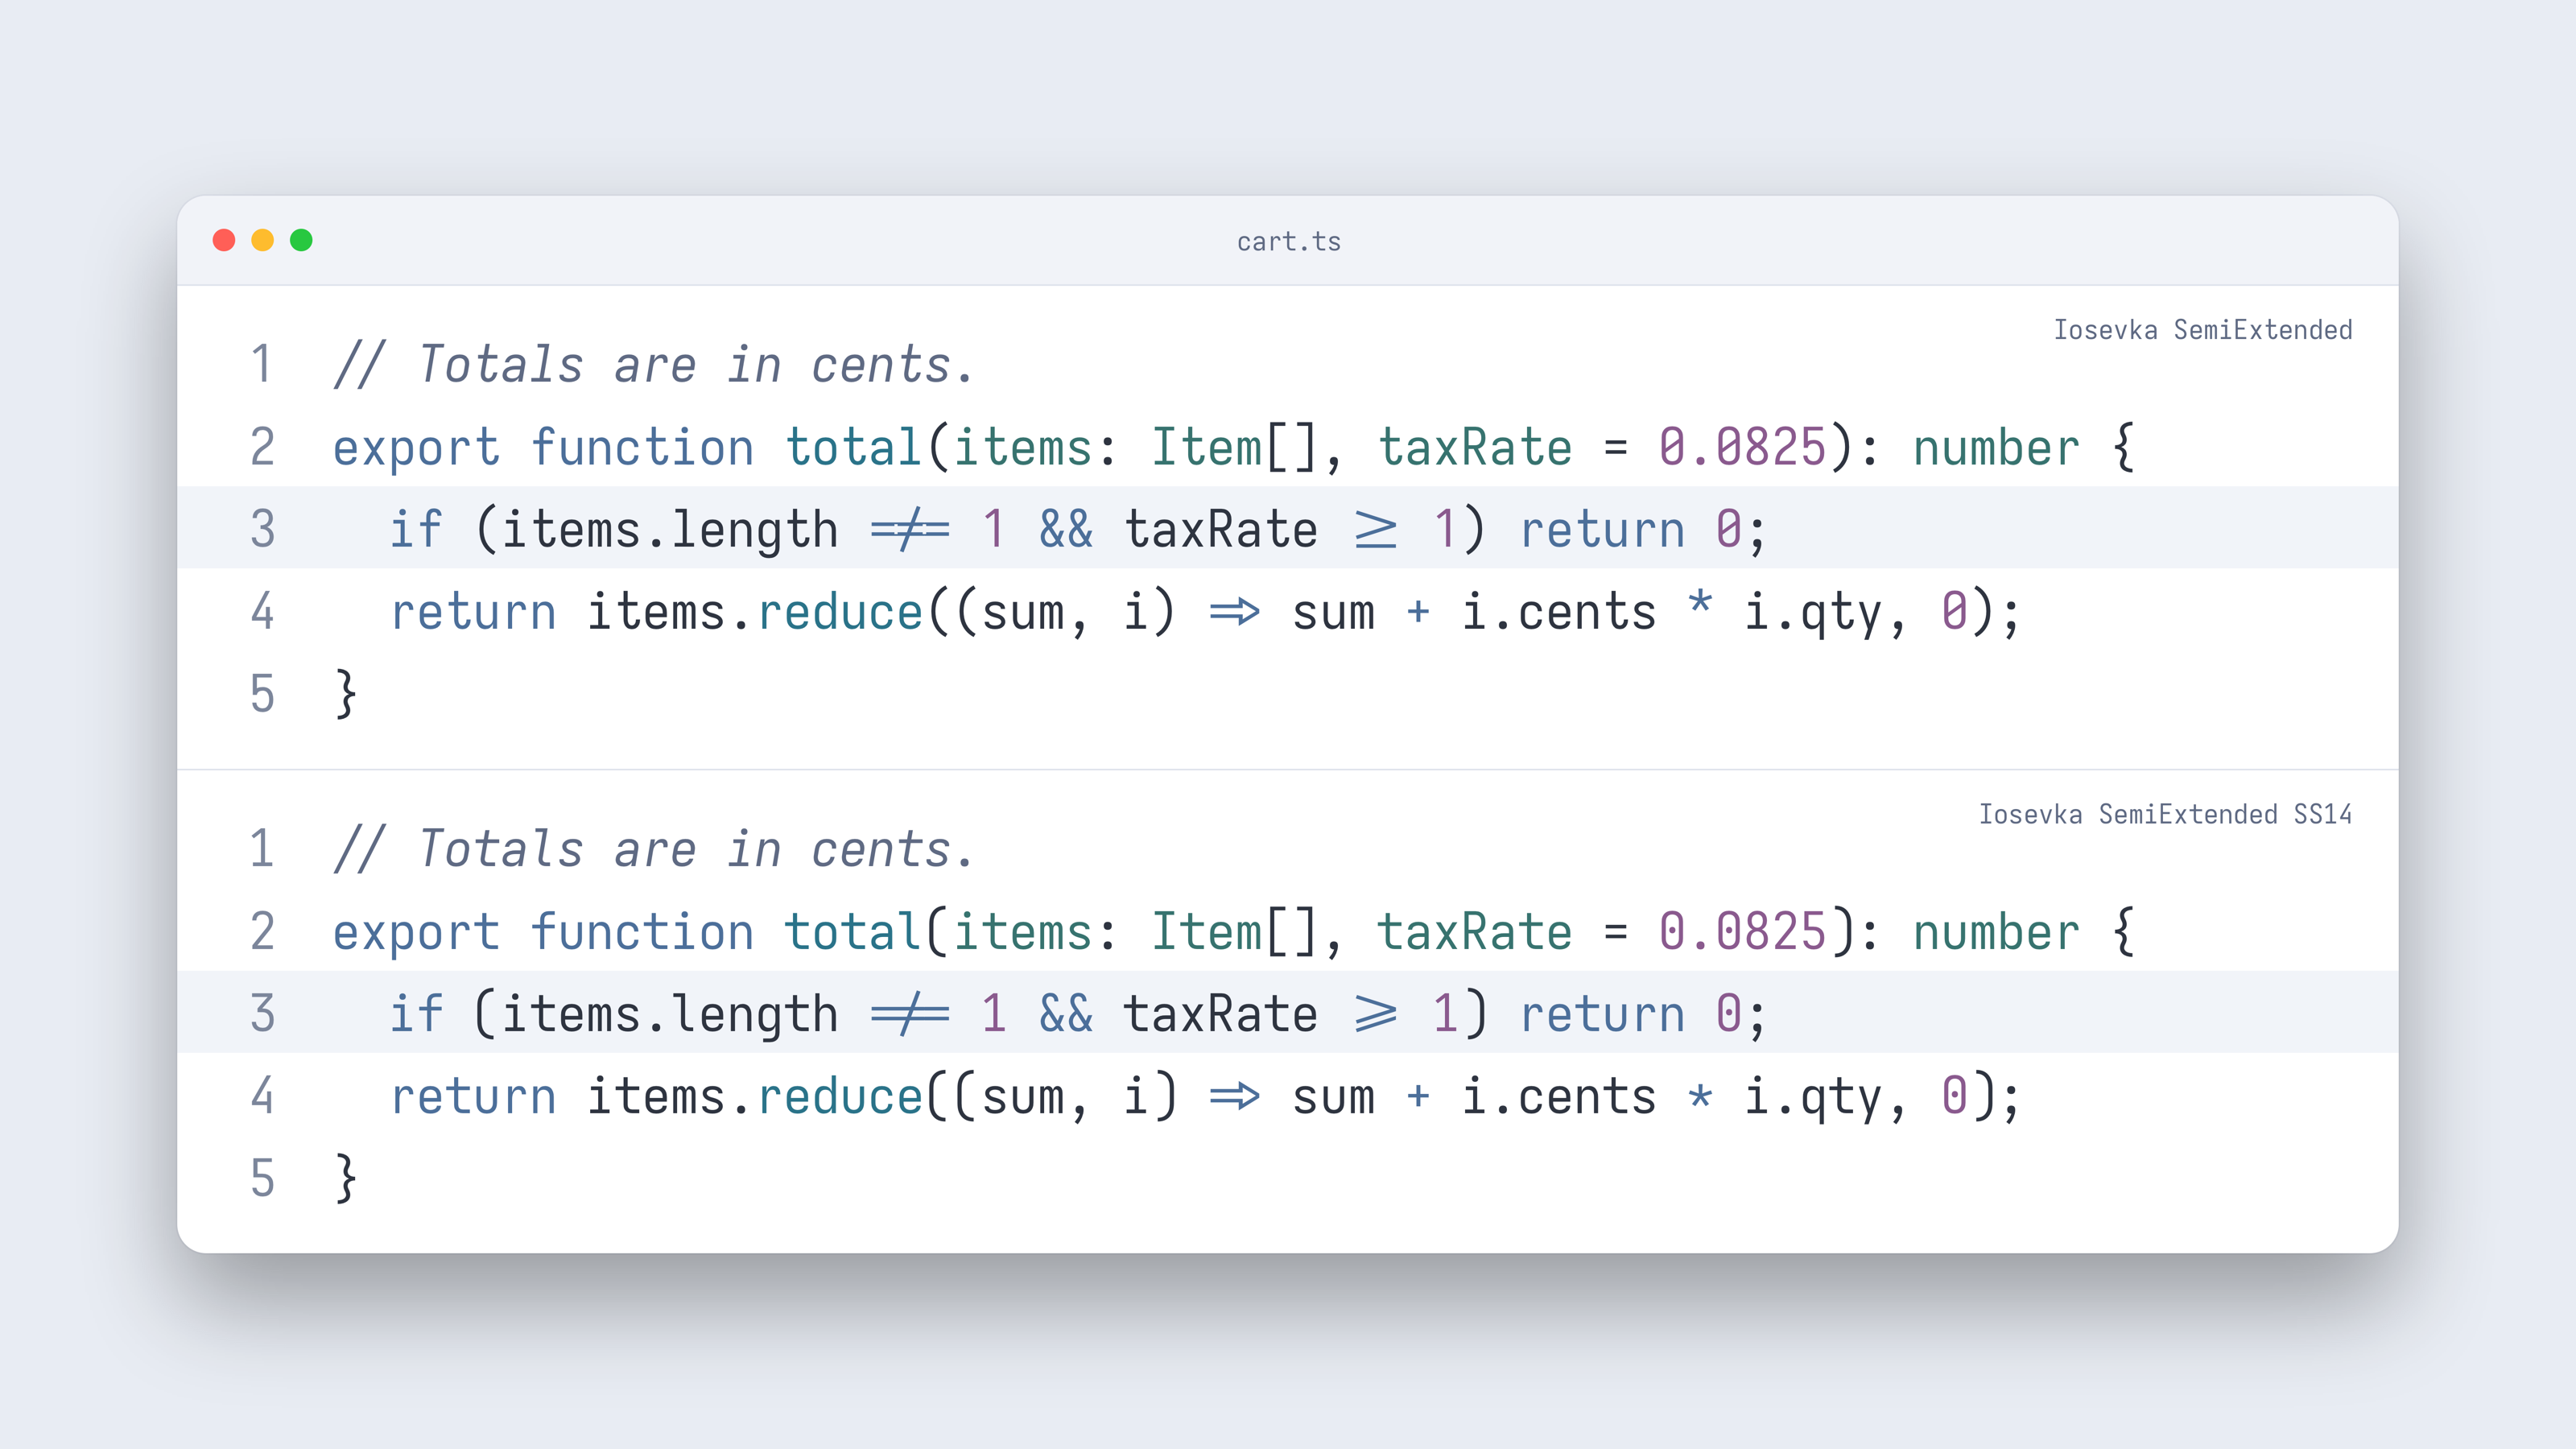 cart.ts
Iosevka SemiExtended
1 // Totals are in cents.
2 export function total(items: Item[], taxRate = 0.0825): number {
3 if (items.length !== 1 && taxRate >= 1) return 0;
4 return items.reduce((sum, i) => sum + i.cents * i.qty, 0);
5 }
Iosevka SemiExtended SS14
1 // Totals are in cents.
2 export function total(items: Item[], taxRate = 0.0825): number {
3 if (items.length !== 1 && taxRate >= 1) return 0;
4 return items.reduce((sum, i) => sum + i.cents * i.qty, 0);
5 }